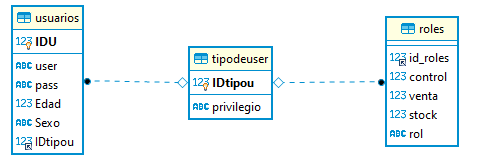 usuarios
123 IDU
ABC user
ABC pass
123 Edad
ABC Sexo
123 IDtipou
tipodeuser
123 IDtipou
ABC privilegio
roles
123 id_roles
123 control
123 venta
123 stock
ABC rol